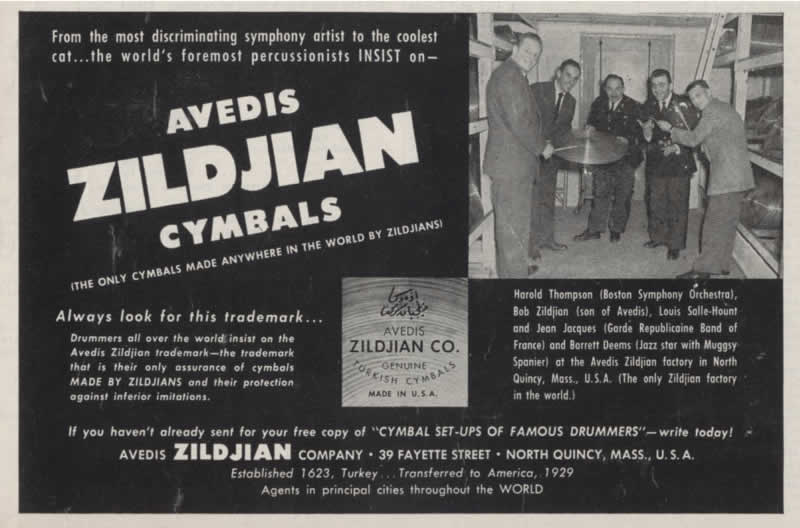 From the most discriminating symphony artist to the coolest
cat...the world's foremost percussionists INSIST on—
AVEDIS
ZILDJIAN
CYMBALS
(THE ONLY CYMBALS MADE ANYWHERE IN THE WORLD BY ZILDJIANS)
Always look for this trademark...
Drummers all over the world insist on the
Avedis Zildjian trademark—the trademark
that is their only assurance of cymbals
MADE BY ZILDJIANS and their protection
against inferior imitations.
AVEDIS
ZILDJIAN CO.
GENUINE
TURKISH CYMBALS
MADE IN U.S.A.
Harold Thompson (Boston Symphony Orchestra),
Bob Zildjian (son of Avedis), Louis Salle-Hount
and Jean Jacques (Garde Republicaine Band of
France) and Barrett Deems (Jazz star with Muggsy
Spanier) at the Avedis Zildjian factory in North
Quincy, Mass., U.S.A. (The only Zildjian factory
in the world.)
If you haven't already sent for your free copy of "CYMBAL SET-UPS OF FAMOUS DRUMMERS"—write today!
AVEDIS ZILDJIAN COMPANY • 39 FAYETTE STREET • NORTH QUINCY, MASS., U.S.A.
Established 1623, Turkey... Transferred to America, 1929
Agents in principal cities throughout the WORLD